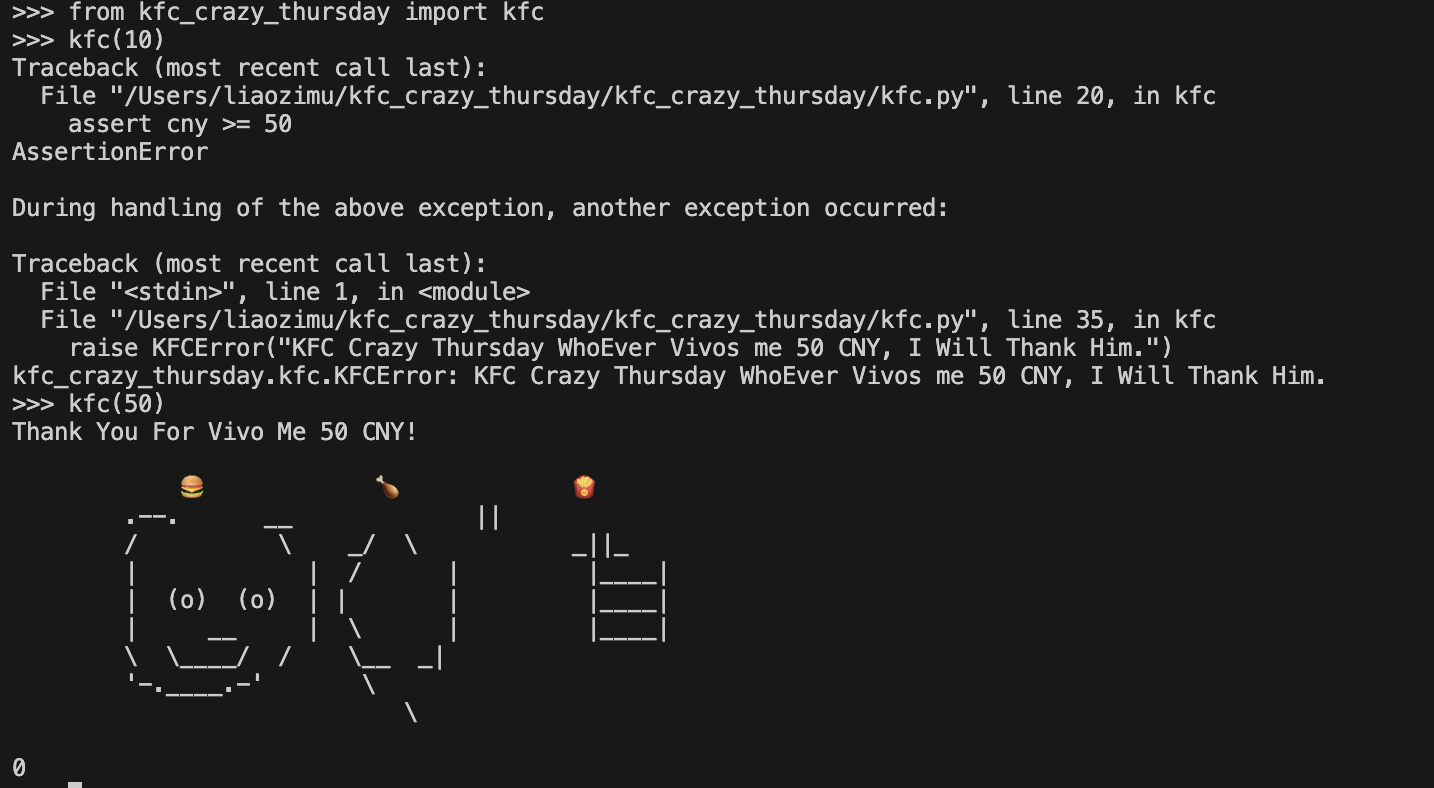 >>> from kfc_crazy_thursday import kfc
>>> kfc(10)
Traceback (most recent call last):
  File "/Users/liaozimu/kfc_crazy_thursday/kfc_crazy_thursday/kfc.py", line 20, in kfc
    assert cny >= 50
AssertionError

During handling of the above exception, another exception occurred:

Traceback (most recent call last):
  File "<stdin>", line 1, in <module>
  File "/Users/liaozimu/kfc_crazy_thursday/kfc_crazy_thursday/kfc.py", line 35, in kfc
    raise KFCError("KFC Crazy Thursday WhoEver Vivos me 50 CNY, I Will Thank Him.")
kfc_crazy_thursday.kfc.KFCError: KFC Crazy Thursday WhoEver Vivos me 50 CNY, I Will Thank Him.
>>> kfc(50)
Thank You For Vivo Me 50 CNY!

            🍔            🍗            🍟
        .--.      __             ||
        /          \    _/  \           _||_
        |            |  /      |         |____|
        |  (o)  (o)  | |       |         |____|
        |     __     |  \      |         |____|
        \  \____/  /    \__  _|
        '-.____.-'       \
                            \

0